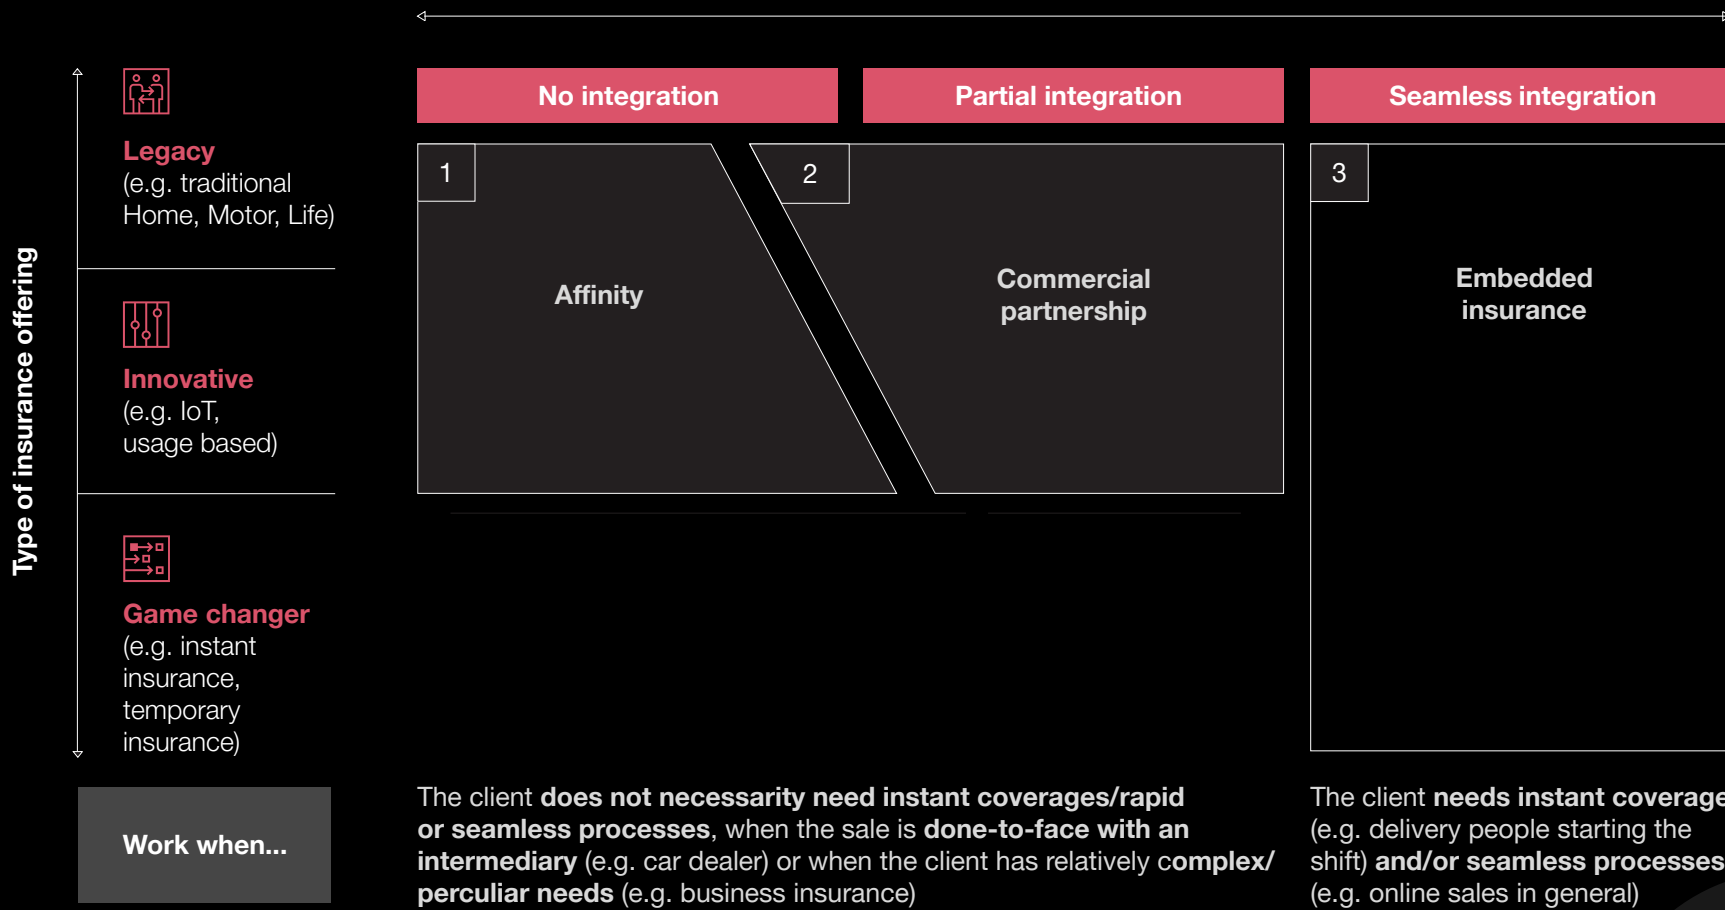 No integration
Partial integration
Seamless integration
Type of insurance offering
Legacy
(e.g. traditional
Home, Motor, Life)
Innovative
(e.g. IoT,
usage based)
Game changer
(e.g. instant
insurance,
temporary
insurance)
1
Affinity
2
Commercial
partnership
3
Embedded
insurance
Work when...
The client does not necessarity need instant coverages/rapid
or seamless processes, when the sale is done-to-face with an
intermediary (e.g. car dealer) or when the client has relatively complex/
perculiar needs (e.g. business insurance)
The client needs instant coverage
(e.g. delivery people starting the
shift) and/or seamless processes
(e.g. online sales in general)